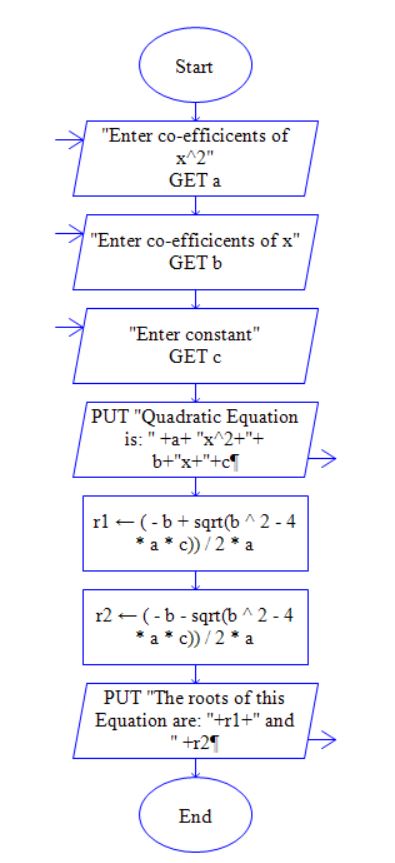 Start
"Enter co-efficicents of
x^2"
GET a
"Enter co-efficicents of x"
GET b
"Enter constant"
GET c
PUT "Quadratic Equation
is: " +a+ "x^2+"+
b+"x+"+c¶
r1 ← ( - b + sqrt(b ^ 2 - 4
* a * c)) / 2 * a
r2 ← ( - b - sqrt(b ^ 2 - 4
* a * c)) / 2 * a
PUT "The roots of this
Equation are: "+r1+" and
" +r2¶
End